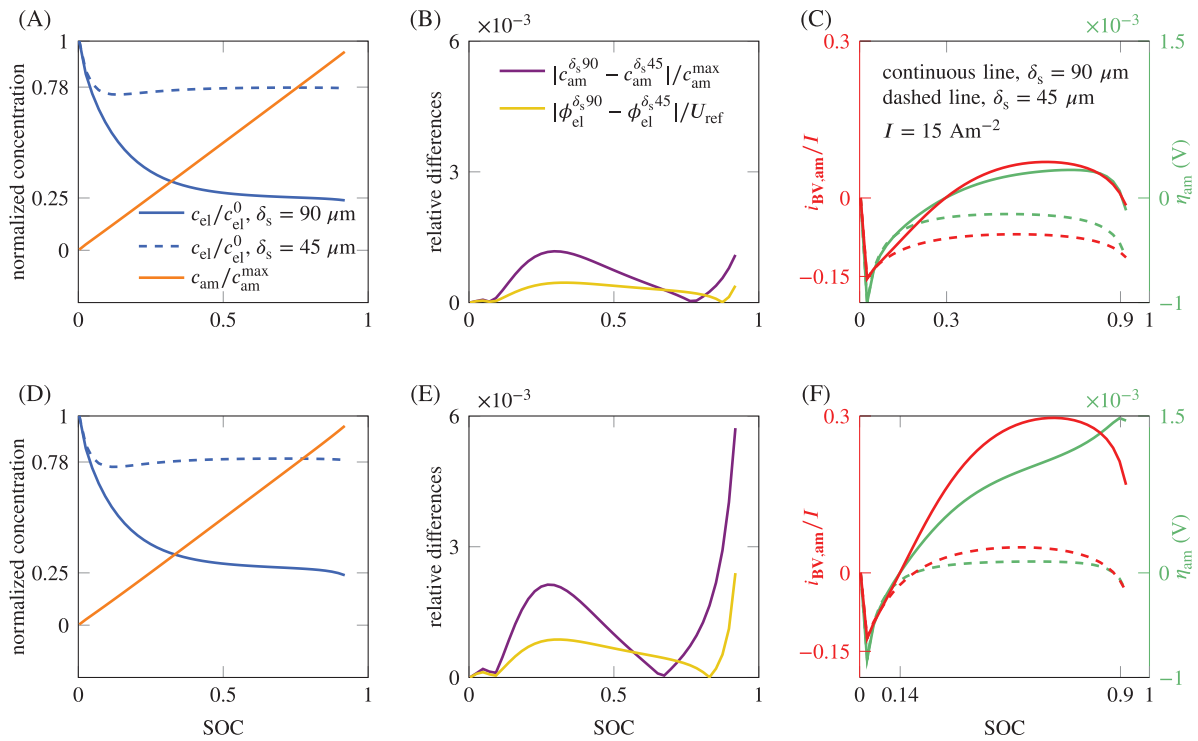 (A)
1
0.78
0.25
0
normalized concentration
c_el/c_el^0, δ_s = 90 μm
c_el/c_el^0, δ_s = 45 μm
c_am/c_am^max
0 0.5 1
(B)
×10^−3
6
3
0
relative differences
|c_am^δ_s90 − c_am^δ_s45|/c_am^max
|ϕ_el^δ_s90 − ϕ_el^δ_s45|/U_ref
0 0.5 1
(C)
×10^−3
0.3
0
−0.15
i_BV,am/I
continuous line, δ_s = 90 μm
dashed line, δ_s = 45 μm
I = 15 Am^−2
1.5
0
−1
η_am (V)
0 0.3 0.9 1
(D)
1
0.78
0.25
0
normalized concentration
0 0.5 1
SOC
(E)
×10^−3
6
3
0
relative differences
0 0.5 1
SOC
(F)
×10^−3
0.3
0
−0.15
i_BV,am/I
1.5
0
−1
η_am (V)
0 0.14 0.9 1
SOC